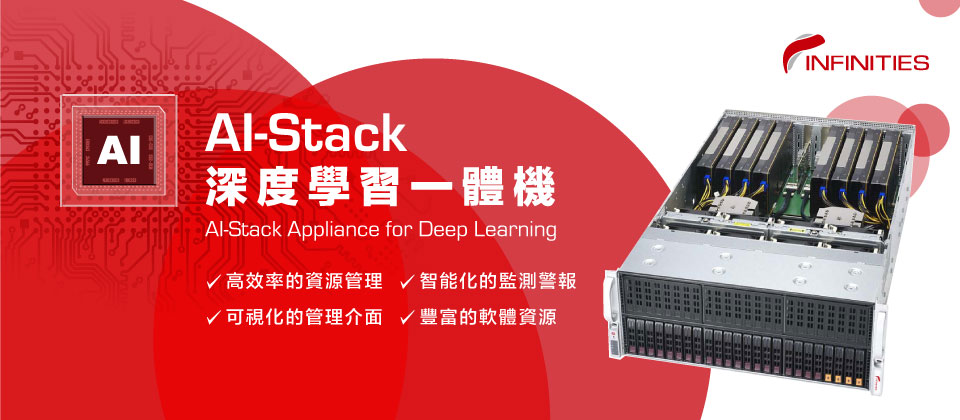 INFINITIES
AI
AI-Stack
深度學習一體機
AI-Stack Appliance for Deep Learning
高效率的資源管理 智能化的監測警報
可視化的管理介面 豐富的軟體資源